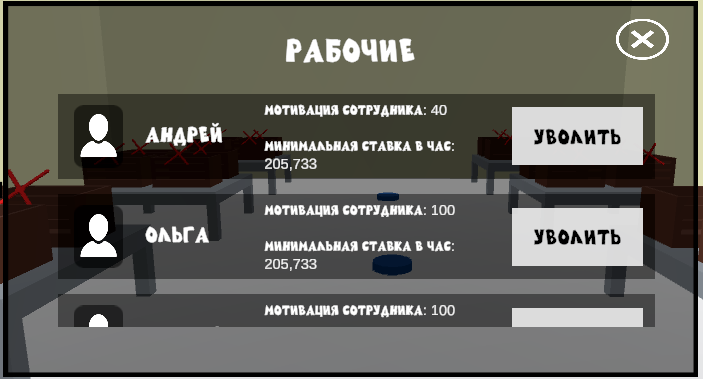 РАБОЧИЕ
АНДРЕЙ
МОТИВАЦИЯ СОТРУДНИКА: 40
МИНИМАЛЬНАЯ СТАВКА В ЧАС:
205,733
УВОЛИТЬ
ОЛЬГА
МОТИВАЦИЯ СОТРУДНИКА: 100
МИНИМАЛЬНАЯ СТАВКА В ЧАС:
205,733
УВОЛИТЬ
МОТИВАЦИЯ СОТРУДНИКА: 100